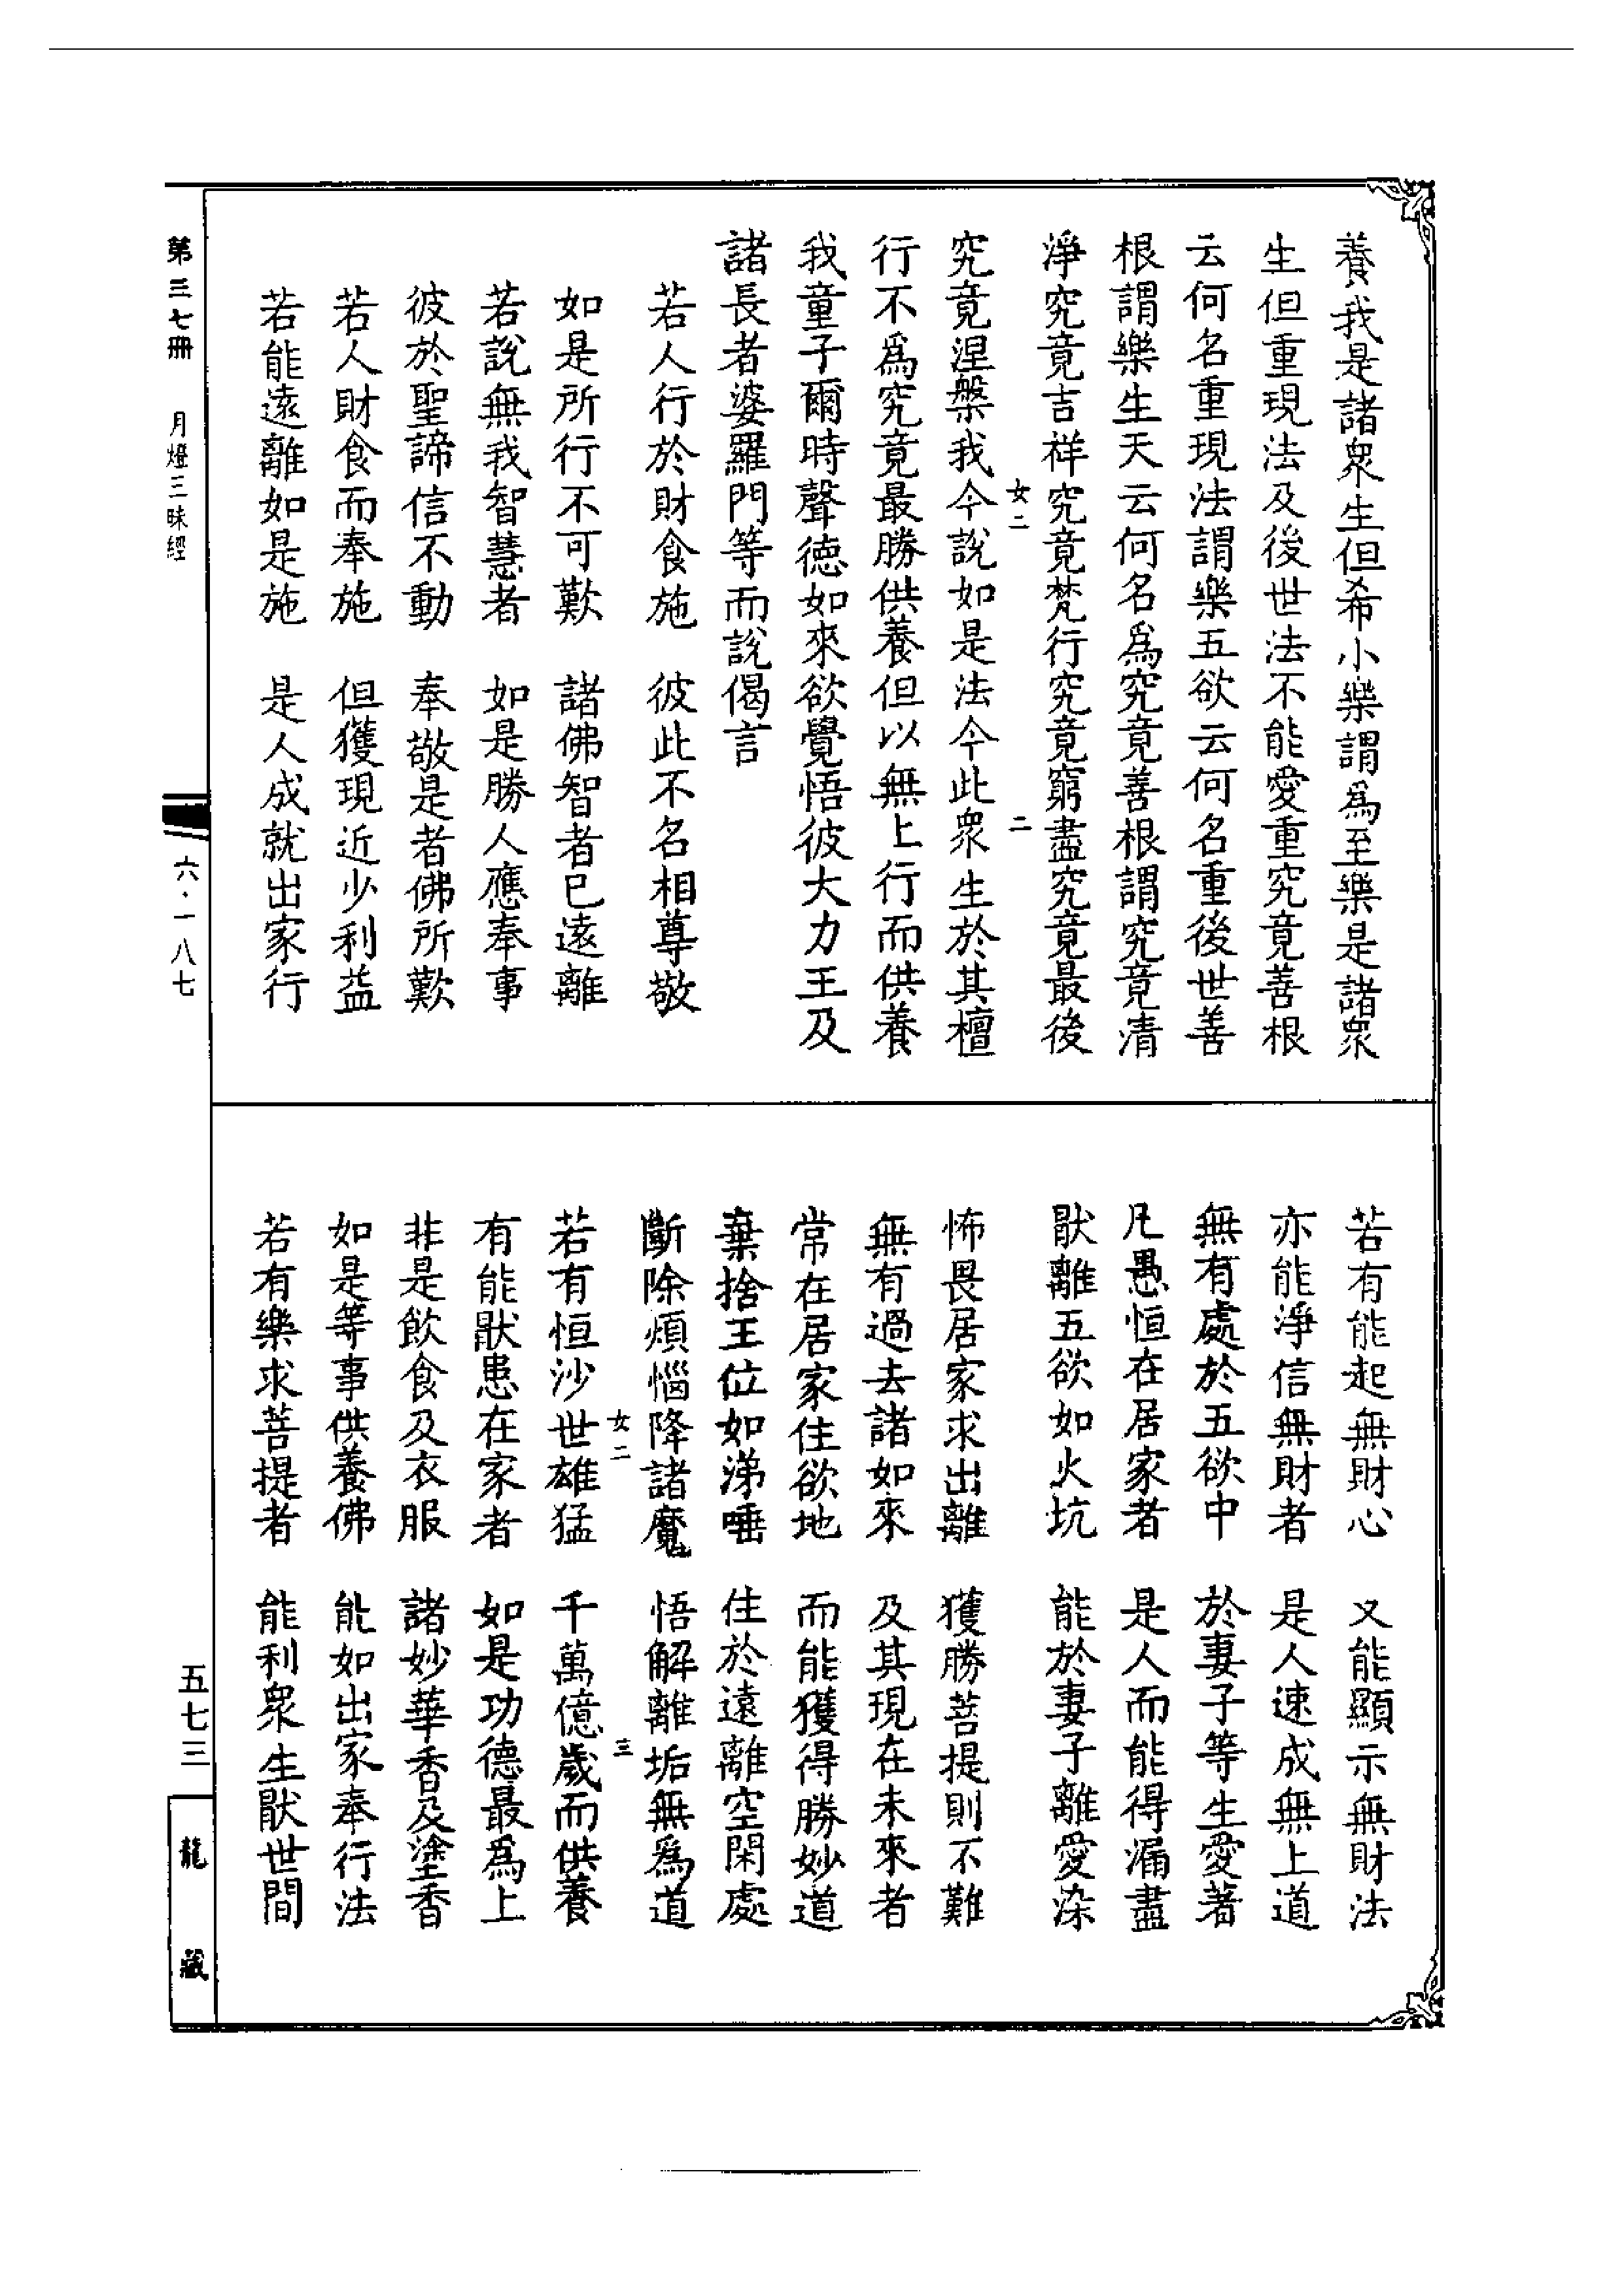 養我是諸衆生但希小樂謂爲至樂是諸衆
生但重現法及後世法不能愛重究竟善根
云何名重現法謂樂五欲云何名重後世善
根謂樂生天云何名爲究竟善根謂究竟清
淨究竟吉祥究竟梵行究竟窮盡究竟最後
女二 二
究竟涅槃我今說如是法今此衆生於其檀
行不爲究竟最勝供養但以無上行而供養
我童子爾時聲德如來欲覺悟彼大力王及
諸長者婆羅門等而說偈言
若人行於財食施 彼此不名相尊敬
如是所行不可歎 諸佛智者已遠離
若說無我智慧者 如是勝人應奉事
彼於聖諦信不動 奉敬是者佛所歎
若人財食而奉施 但獲現近少利益
若能遠離如是施 是人成就出家行
若有能起無財心 又能顯示無財法
亦能淨信無財者 是人速成無上道
無有處於五欲中 於妻子等生愛著
凡愚恒在居家者 是人而能得漏盡
猒離五欲如火坑 能於妻子離愛染
怖畏居家求出離 獲勝菩提則不難
無有過去諸如來 及其現在未來者
常在居家住欲地 而能獲得勝妙道
棄捨王位如涕唾 住於遠離空閑處
斷除煩惱降諸魔 悟解離垢無爲道
女二 三
若有恒沙世雄猛 千萬億歲而供養
有能猒患在家者 如是功德最爲上
非是飲食及衣服 諸妙華香及塗香
如是等事供養佛 能如出家奉行法
若有樂求菩提者 能利衆生猒世間
第三七冊 月燈三昧經
六·一八七
五七三
龍藏